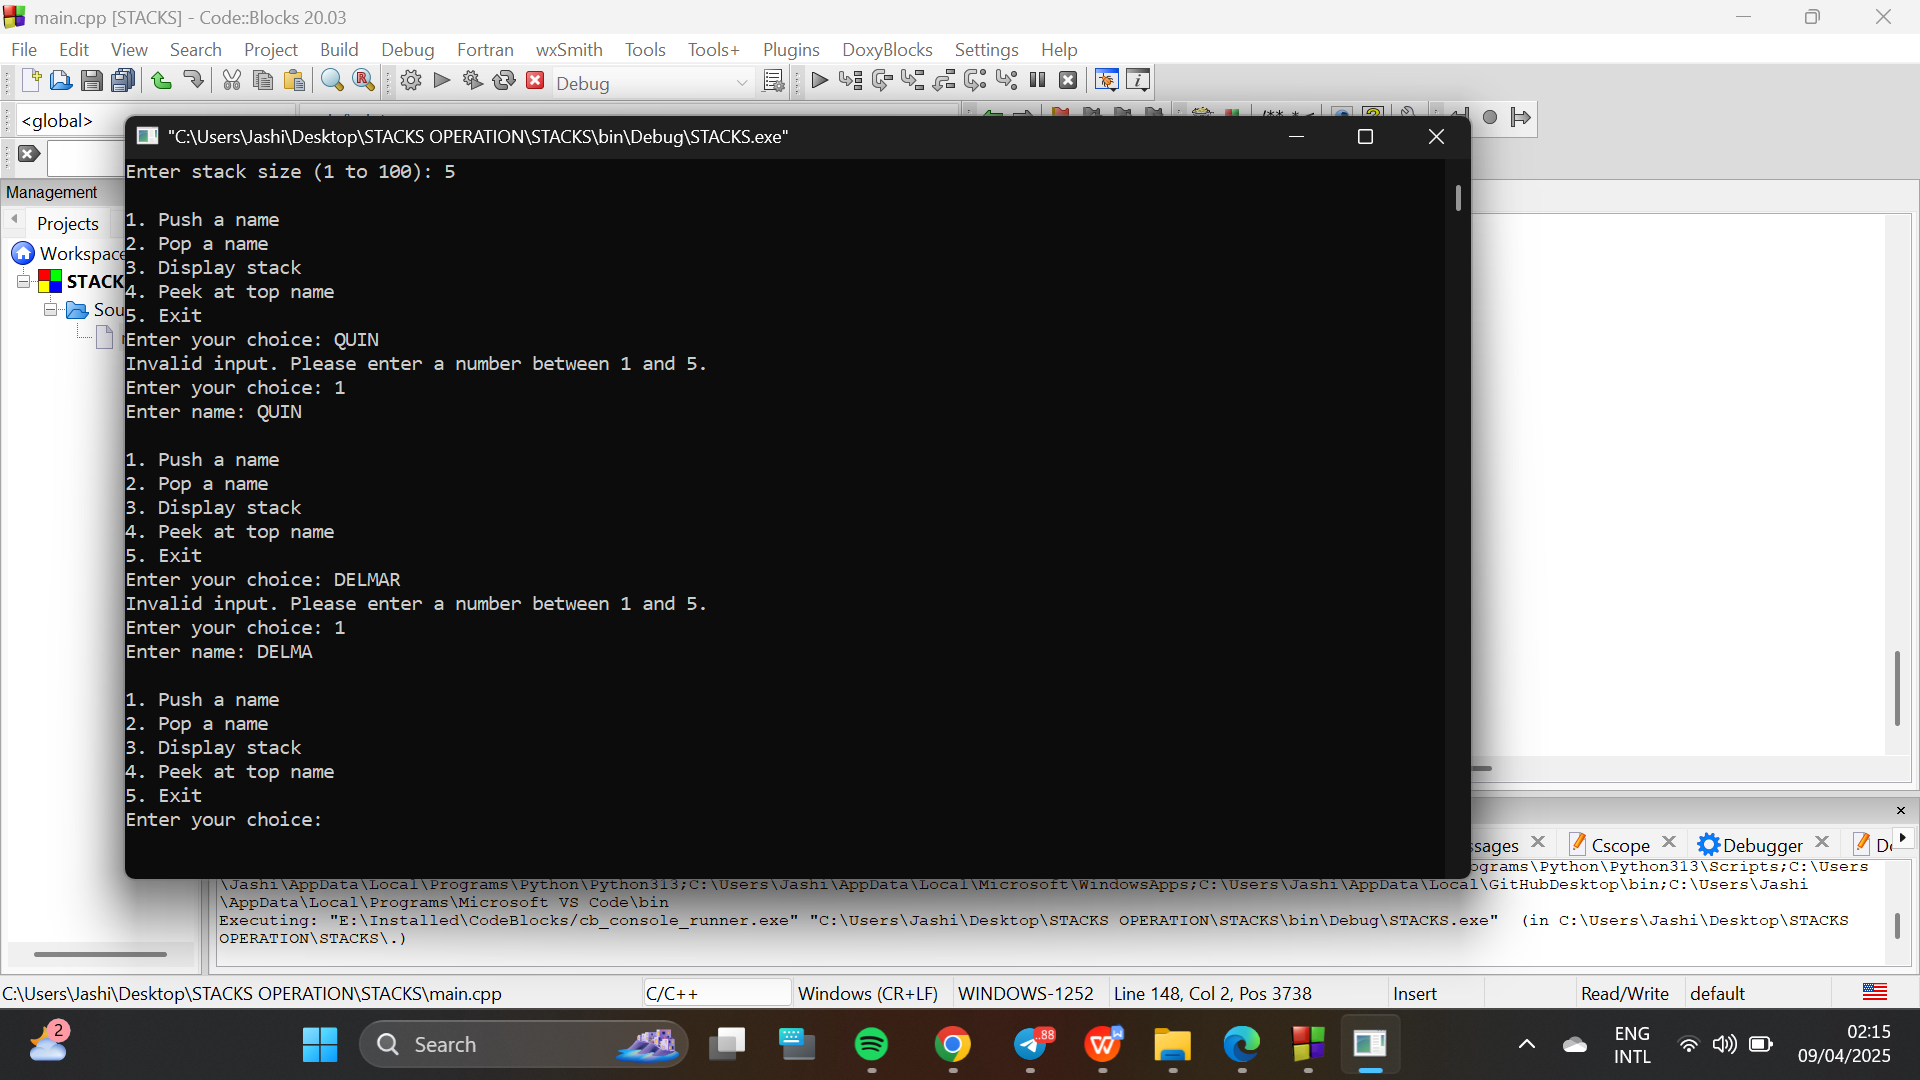 main.cpp [STACKS] - Code::Blocks 20.03
File Edit View Search Project Build Debug Fortran wxSmith Tools Tools+ Plugins DoxyBlocks Settings Help
Debug
<global>
"C:\Users\Jashi\Desktop\STACKS OPERATION\STACKS\bin\Debug\STACKS.exe"
Management
Projects
Workspace
STACK
Sou
Enter stack size (1 to 100): 5
1. Push a name
2. Pop a name
3. Display stack
4. Peek at top name
5. Exit
Enter your choice: QUIN
Invalid input. Please enter a number between 1 and 5.
Enter your choice: 1
Enter name: QUIN
1. Push a name
2. Pop a name
3. Display stack
4. Peek at top name
5. Exit
Enter your choice: DELMAR
Invalid input. Please enter a number between 1 and 5.
Enter your choice: 1
Enter name: DELMA
1. Push a name
2. Pop a name
3. Display stack
4. Peek at top name
5. Exit
Enter your choice:
ssages Cscope Debugger D
ograms\Python\Python313\Scripts;C:\Users
\Jashi\AppData\Local\Programs\Python\Python313;C:\Users\Jashi\AppData\Local\Microsoft\WindowsApps;C:\Users\Jashi\AppData\Local\GitHubDesktop\bin;C:\Users\Jashi
\AppData\Local\Programs\Microsoft VS Code\bin
Executing: "E:\Installed\CodeBlocks/cb_console_runner.exe" "C:\Users\Jashi\Desktop\STACKS OPERATION\STACKS\bin\Debug\STACKS.exe" (in C:\Users\Jashi\Desktop\STACKS
OPERATION\STACKS\.)
C:\Users\Jashi\Desktop\STACKS OPERATION\STACKS\main.cpp C/C++ Windows (CR+LF) WINDOWS-1252 Line 148, Col 2, Pos 3738 Insert Read/Write default
2
Search
88
ENG
INTL
02:15
09/04/2025